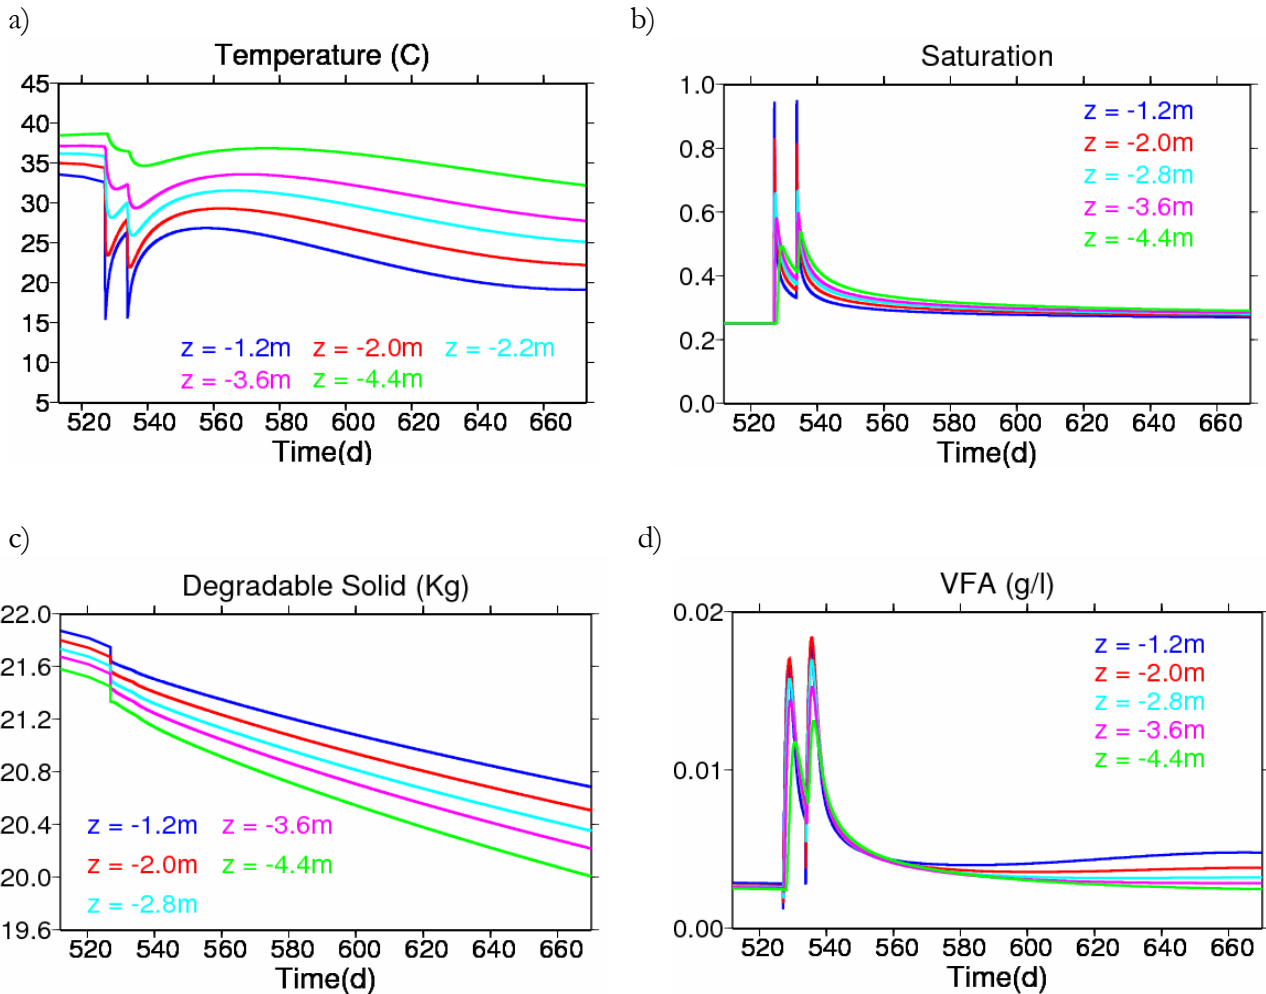 a)
Temperature (C)
45
40
35
30
25
20
15
10
5
z = -1.2m z = -2.0m z = -2.2m
z = -3.6m z = -4.4m
520 540 560 580 600 620 640 660
Time(d)
b)
Saturation
1.0
0.8
0.6
0.4
0.2
0.0
z = -1.2m
z = -2.0m
z = -2.8m
z = -3.6m
z = -4.4m
520 540 560 580 600 620 640 660
Time(d)
c)
Degradable Solid (Kg)
22.0
21.6
21.2
20.8
20.4
20.0
19.6
z = -1.2m z = -3.6m
z = -2.0m z = -4.4m
z = -2.8m
520 540 560 580 600 620 640 660
Time(d)
d)
VFA (g/l)
0.02
0.01
0.00
z = -1.2m
z = -2.0m
z = -2.8m
z = -3.6m
z = -4.4m
520 540 560 580 600 620 640 660
Time(d)